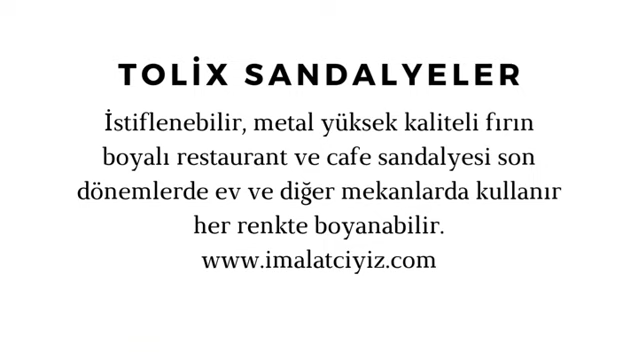 TOLİX SANDALYELER
İstiflenebilir, metal yüksek kaliteli fırın
boyalı restaurant ve cafe sandalyesi son
dönemlerde ev ve diğer mekanlarda kullanır
her renkte boyanabilir.
www.imalatciyiz.com